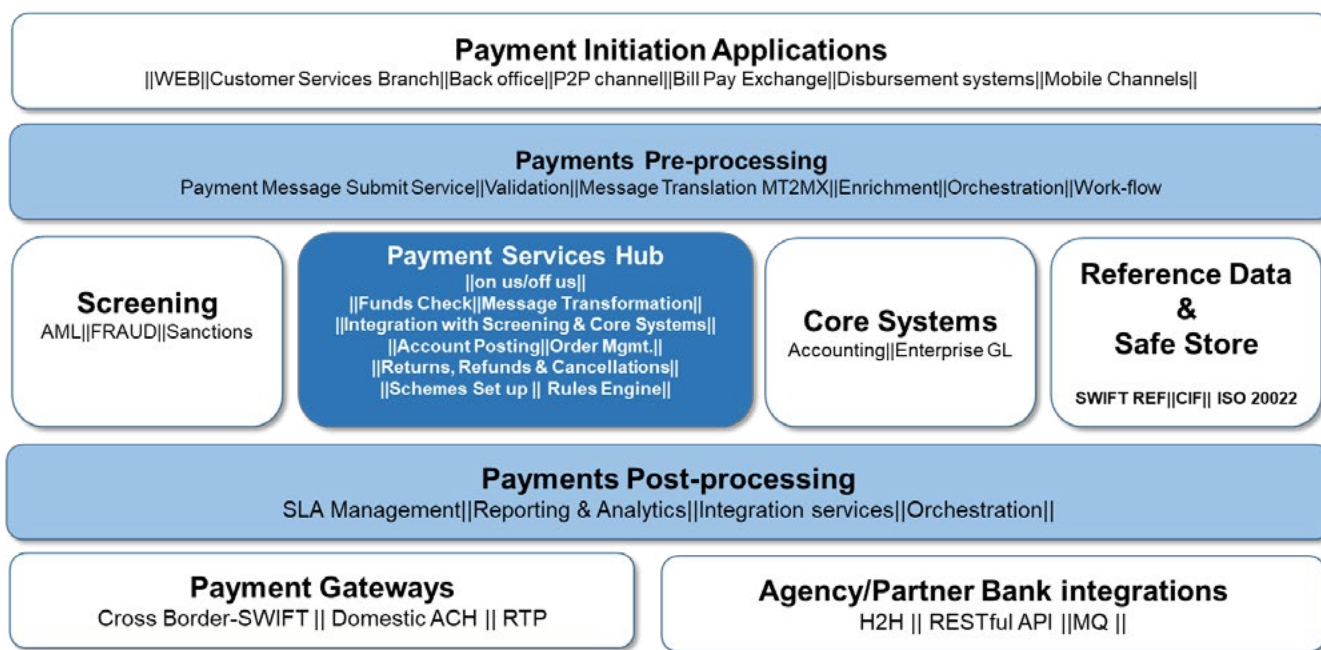 Payment Initiation Applications
||WEB||Customer Services Branch||Back office||P2P channel||Bill Pay Exchange||Disbursement systems||Mobile Channels||
Payments Pre-processing
Payment Message Submit Service||Validation||Message Translation MT2MX||Enrichment||Orchestration||Work-flow
Screening
AML||FRAUD||Sanctions
Payment Services Hub
||on us/off us||
||Funds Check||Message Transformation||
||Integration with Screening & Core Systems||
||Account Posting||Order Mgmt.||
||Returns, Refunds & Cancellations||
||Schemes Set up || Rules Engine||
Core Systems
Accounting||Enterprise GL
Reference Data
&
Safe Store
SWIFT REF||CIF|| ISO 20022
Payments Post-processing
SLA Management||Reporting & Analytics||Integration services||Orchestration||
Payment Gateways
Cross Border-SWIFT || Domestic ACH || RTP
Agency/Partner Bank integrations
H2H || RESTful API ||MQ ||